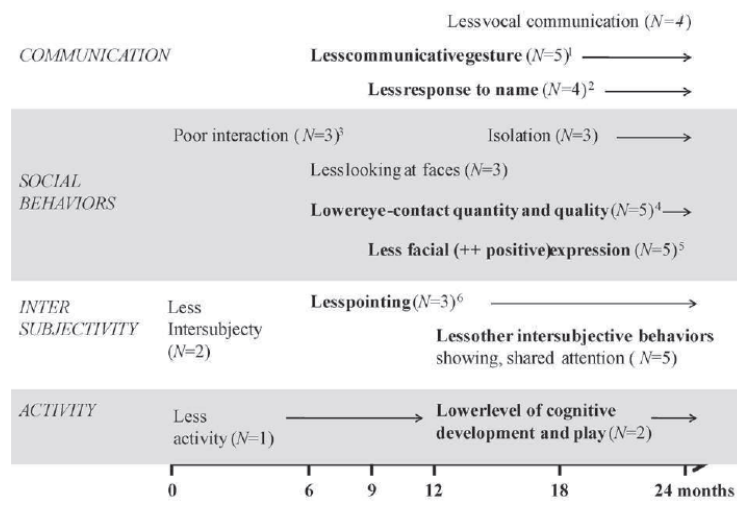 Less vocal communication (N=4)
COMMUNICATION
Lesscommunicativegesture (N=5)¹
Lessresponse to name (N=4)²
Poor interaction ( N=3)³ Isolation (N=3)
Lesslooking at faces (N=3)
SOCIAL
BEHAVIORS
Lowereye-contact quantity and quality (N=5)⁴
Less facial (++ positive)expression (N=5)⁵
INTER
SUBJECTIVITY
Less
Intersubjecty
(N=2)
Lesspointing (N=3)⁶
Lessother intersubjective behaviors
showing, shared attention ( N=5)
ACTIVITY
Less
activity (N=1)
Lowerlevel of cognitive
development and play (N=2)
0 6 9 12 18 24 months